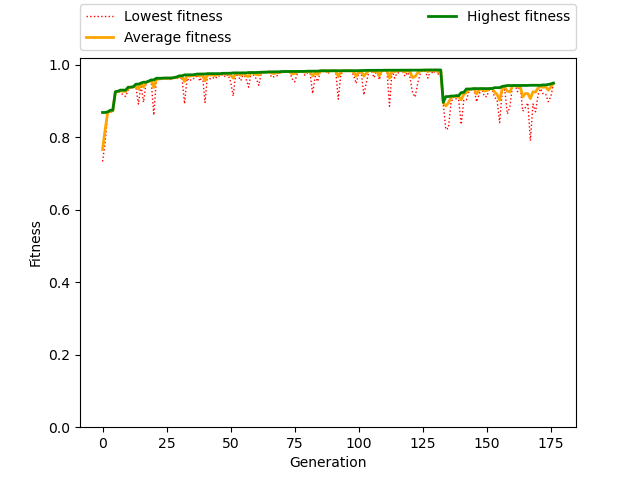 Lowest fitness
Average fitness
Highest fitness
1.0
0.8
0.6
0.4
0.2
0.0
Fitness
0 25 50 75 100 125 150 175
Generation